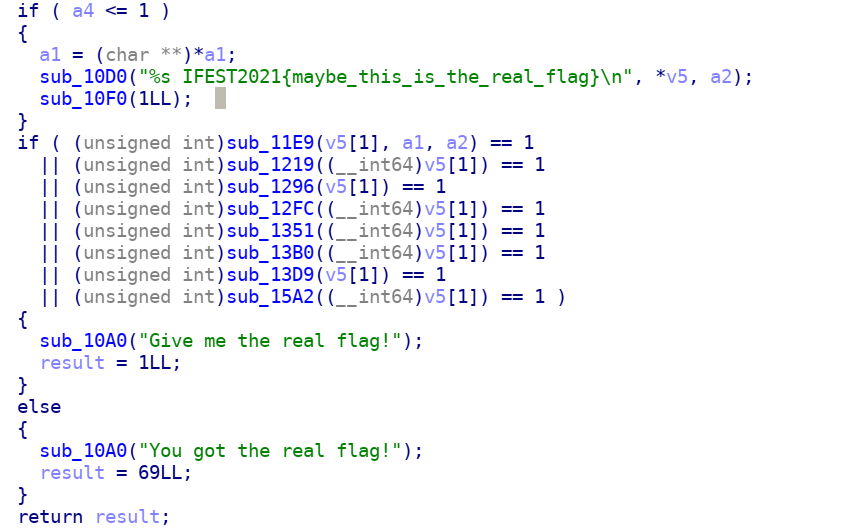 if ( a4 <= 1 )
{
a1 = (char **)*a1;
sub_10D0("%s IFEST2021{maybe_this_is_the_real_flag}\n", *v5, a2);
sub_10F0(1LL);
}
if ( (unsigned int)sub_11E9(v5[1], a1, a2) == 1
|| (unsigned int)sub_1219((__int64)v5[1]) == 1
|| (unsigned int)sub_1296(v5[1]) == 1
|| (unsigned int)sub_12FC((__int64)v5[1]) == 1
|| (unsigned int)sub_1351((__int64)v5[1]) == 1
|| (unsigned int)sub_13B0((__int64)v5[1]) == 1
|| (unsigned int)sub_13D9(v5[1]) == 1
|| (unsigned int)sub_15A2((__int64)v5[1]) == 1 )
{
sub_10A0("Give me the real flag!");
result = 1LL;
}
else
{
sub_10A0("You got the real flag!");
result = 69LL;
}
return result;